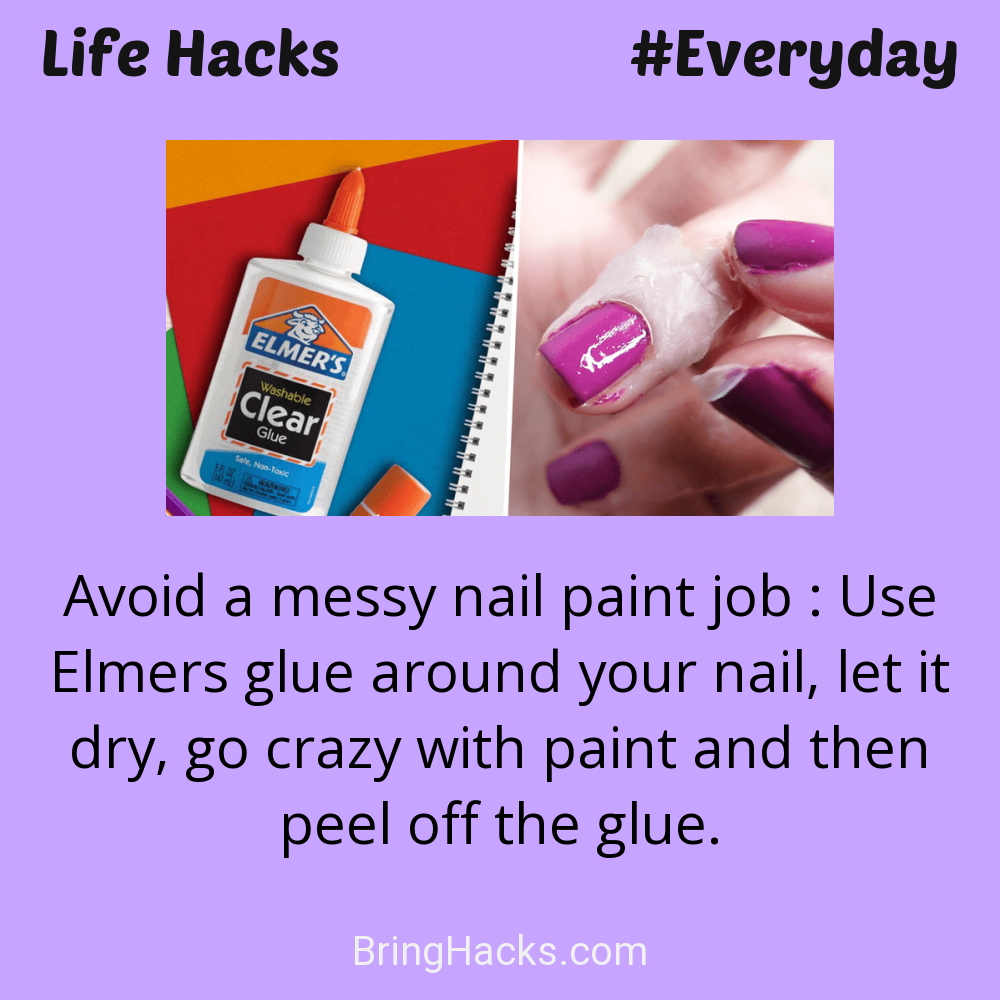 Life Hacks #Everyday
ELMER'S
Washable
Clear
Glue
Safe, Non-Toxic
WARNING:
Avoid a messy nail paint job : Use
Elmers glue around your nail, let it
dry, go crazy with paint and then
peel off the glue.
BringHacks.com